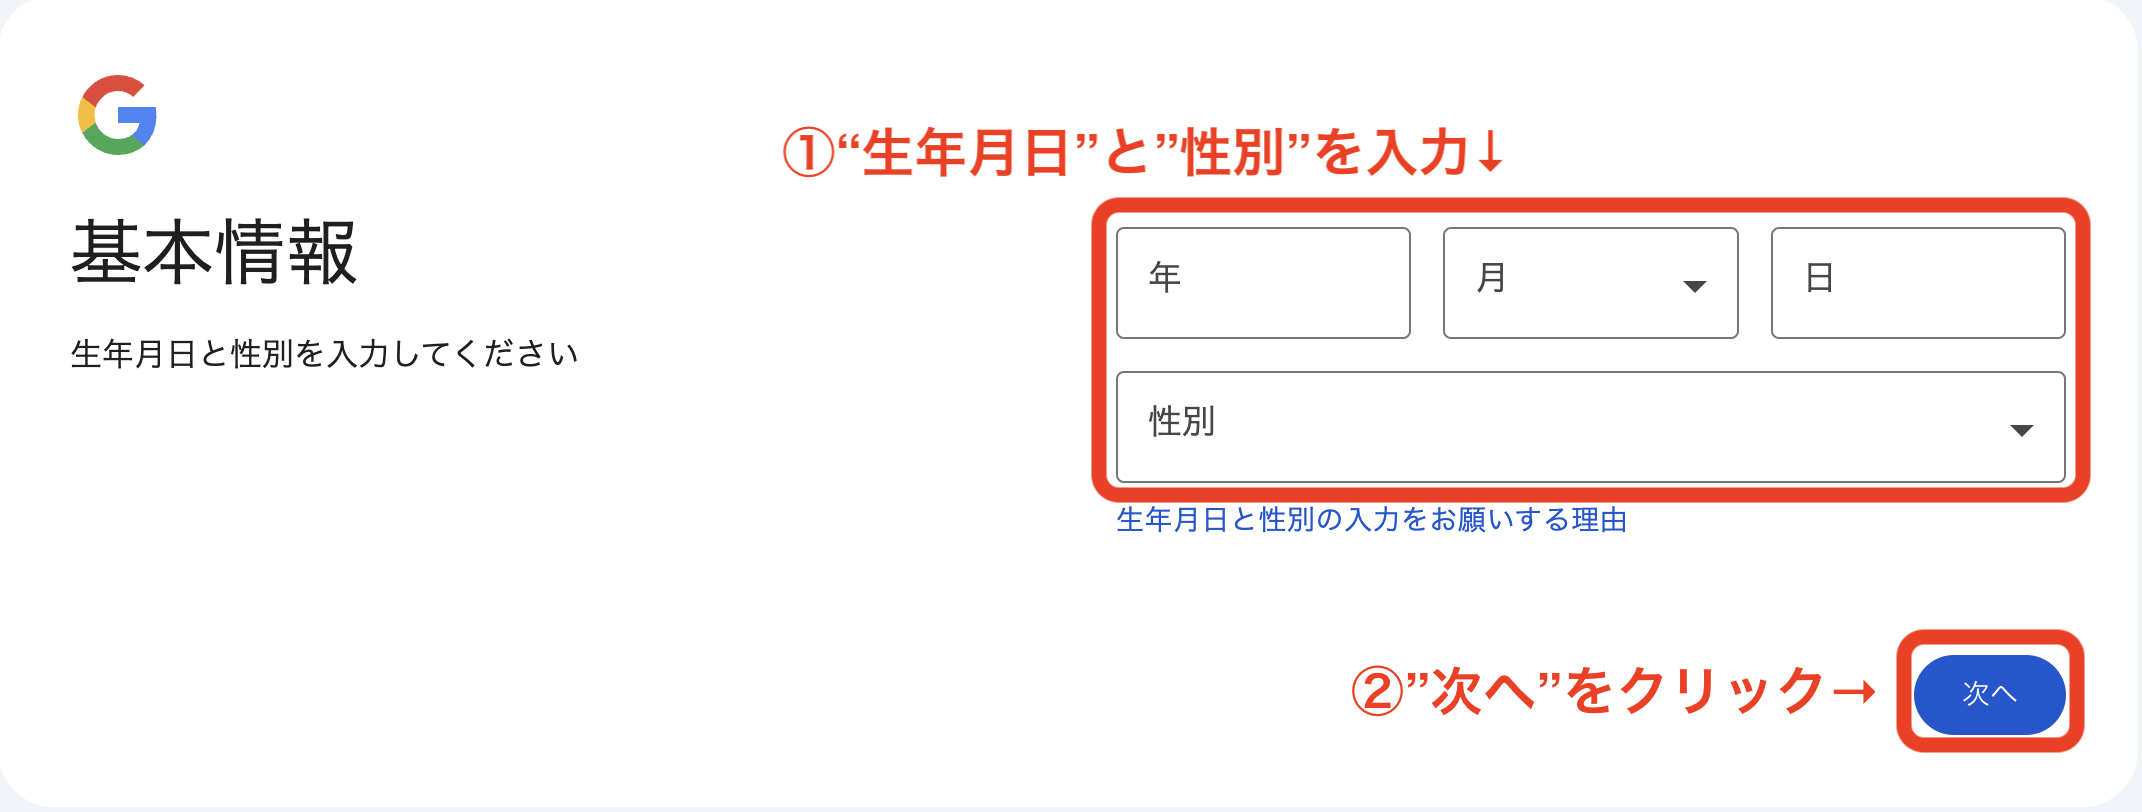 ①“生年月日”と”性別”を入力↓
基本情報
生年月日と性別を入力してください
年
月
日
性別
生年月日と性別の入力をお願いする理由
②”次へ”をクリック→
次へ